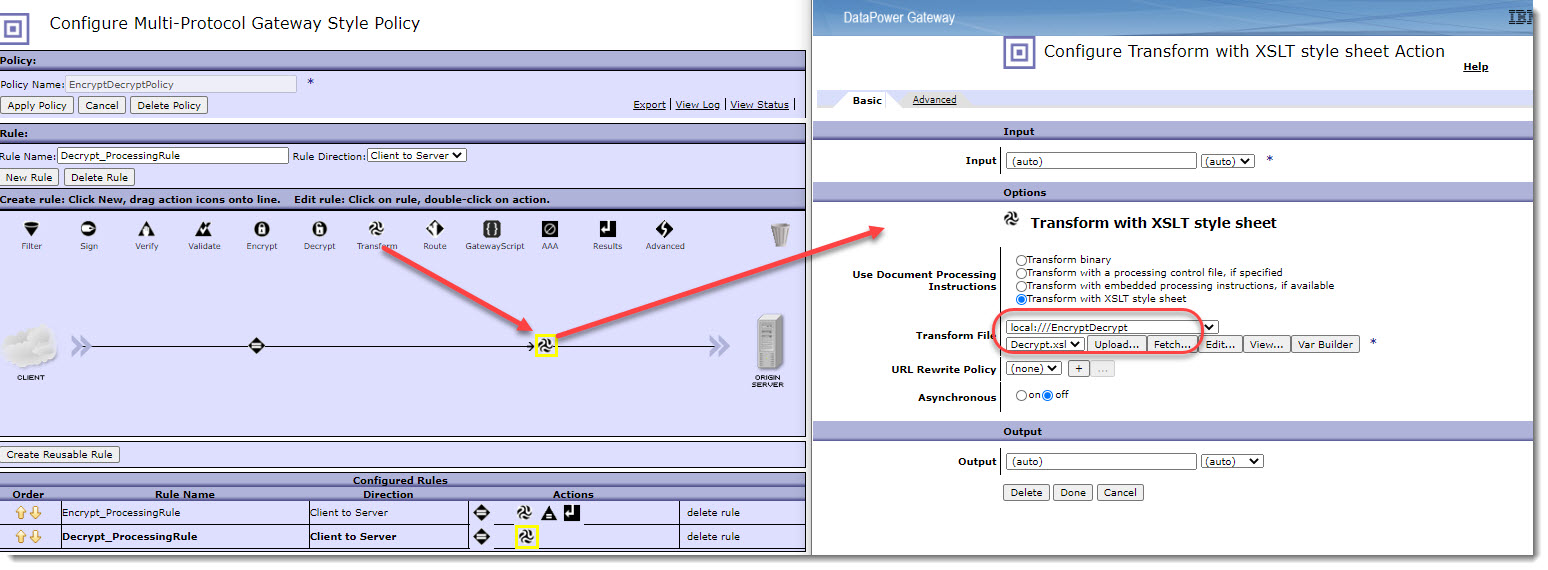 Configure Multi-Protocol Gateway Style Policy
Policy:
Policy Name: EncryptDecryptPolicy *
Apply Policy Cancel Delete Policy Export | View Log | View Status |
Rule:
Rule Name: Decrypt_ProcessingRule Rule Direction: Client to Server
New Rule Delete Rule
Create rule: Click New, drag action icons onto line. Edit rule: Click on rule, double-click on action.
Filter Sign Verify Validate Encrypt Decrypt Transform Route GatewayScript AAA Results Advanced
CLIENT
ORIGIN
SERVER
Create Reusable Rule
Configured Rules
Order Rule Name Direction Actions
Encrypt_ProcessingRule Client to Server delete rule
Decrypt_ProcessingRule Client to Server delete rule
DataPower Gateway IBM
Configure Transform with XSLT style sheet Action
Help
Basic Advanced
Input
Input (auto) (auto) *
Options
Transform with XSLT style sheet
Use Document Processing
Instructions
Transform binary
Transform with a processing control file, if specified
Transform with embedded processing instructions, if available
Transform with XSLT style sheet
Transform File
local:///EncryptDecrypt
Decrypt.xsl Upload... Fetch... Edit... View... Var Builder *
URL Rewrite Policy (none) + ...
Asynchronous on off
Output
Output (auto) (auto)
Delete Done Cancel